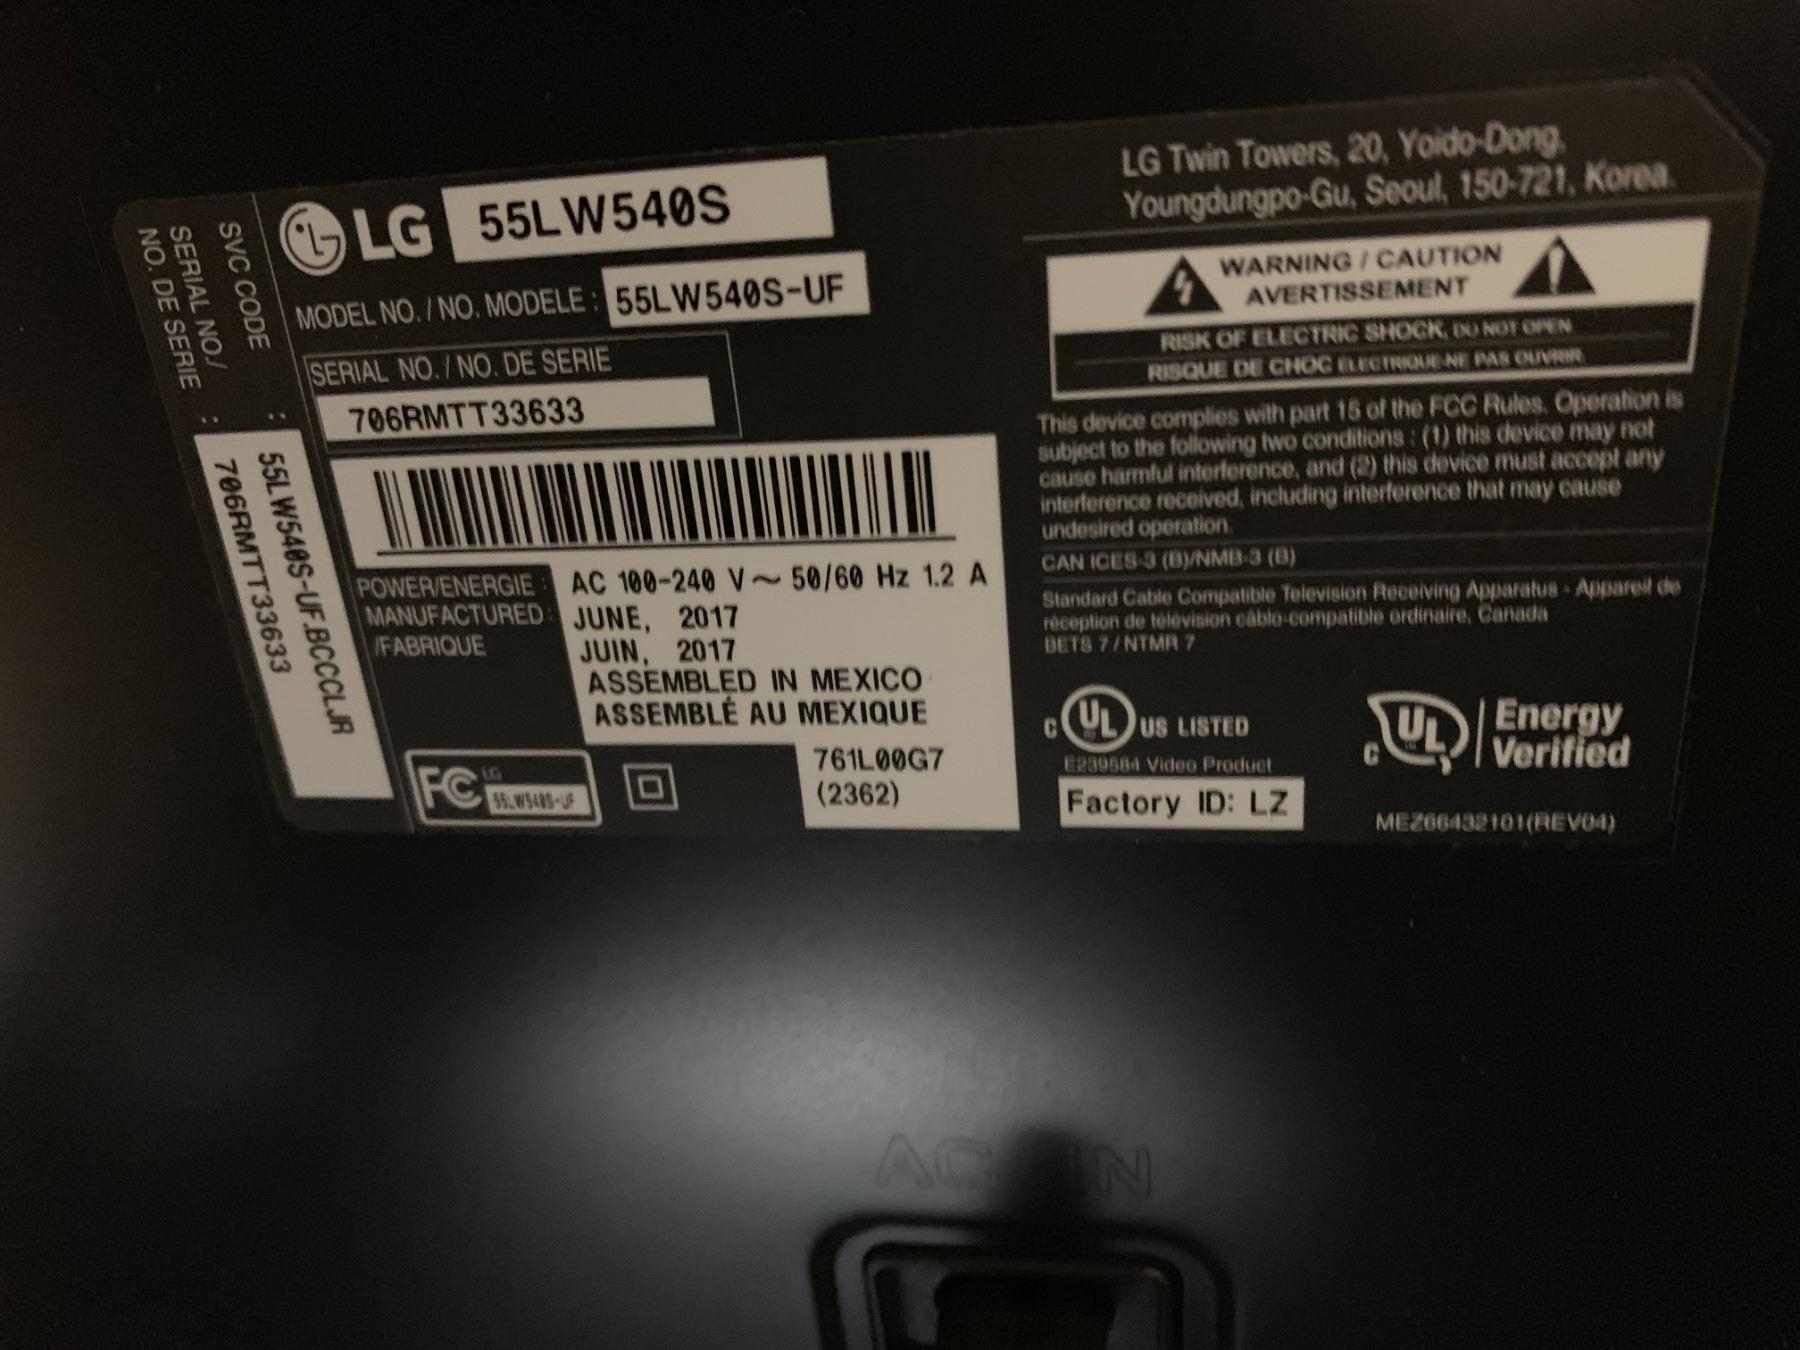 LG 55LW540S
MODEL NO. / NO. MODELE : 55LW540S-UF
SERIAL NO. / NO. DE SERIE
706RMTT33633
POWER/ENERGIE : AC 100-240 V ~ 50/60 Hz 1.2 A
MANUFACTURED : JUNE, 2017
/FABRIQUE JUIN, 2017
ASSEMBLED IN MEXICO
ASSEMBLÉ AU MEXIQUE
761L00G7
(2362)
FC LG
55LW540S-UF
SVC CODE : 55LW540S-UF.BCCCLJR
SERIAL NO./
NO. DE SERIE : 706RMTT33633
LG Twin Towers, 20, Yoido-Dong,
Youngdungpo-Gu, Seoul, 150-721, Korea.
WARNING / CAUTION
AVERTISSEMENT
RISK OF ELECTRIC SHOCK, DO NOT OPEN
RISQUE DE CHOC ELECTRIQUE-NE PAS OUVRIR
This device complies with part 15 of the FCC Rules. Operation is
subject to the following two conditions : (1) this device may not
cause harmful interference, and (2) this device must accept any
interference received, including interference that may cause
undesired operation.
CAN ICES-3 (B)/NMB-3 (B)
Standard Cable Compatible Television Receiving Apparatus - Appareil de
réception de télévision câblo-compatible ordinaire, Canada
BETS 7 / NTMR 7
C UL US LISTED
E239584 Video Product
Factory ID: LZ
C UL Energy
Verified
MEZ66432101(REV04)
AC IN